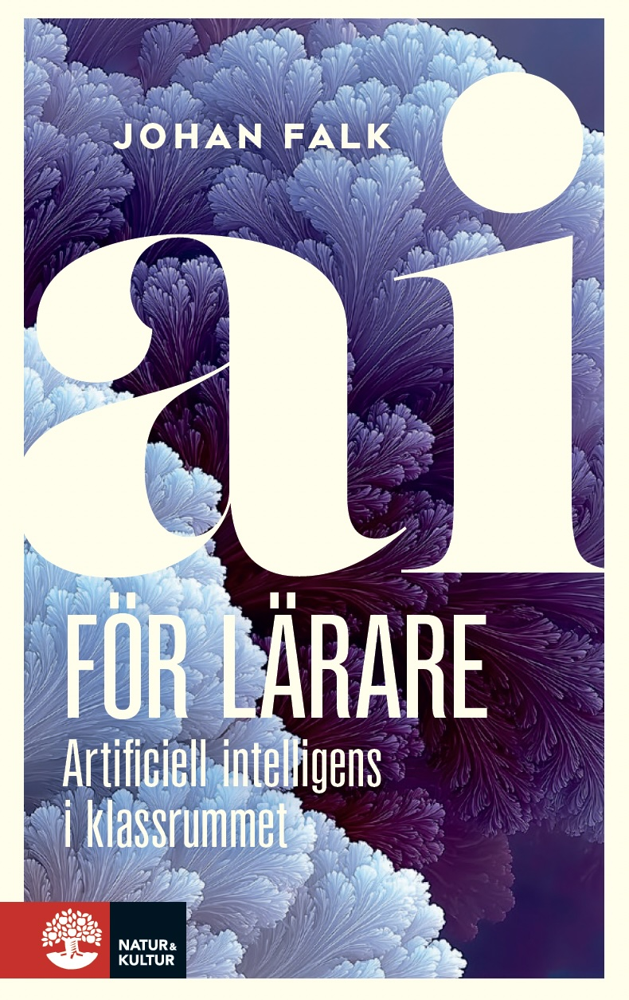 JOHAN FALK
ai
FÖR LÄRARE
Artificiell intelligens
i klassrummet
NATUR&
KULTUR